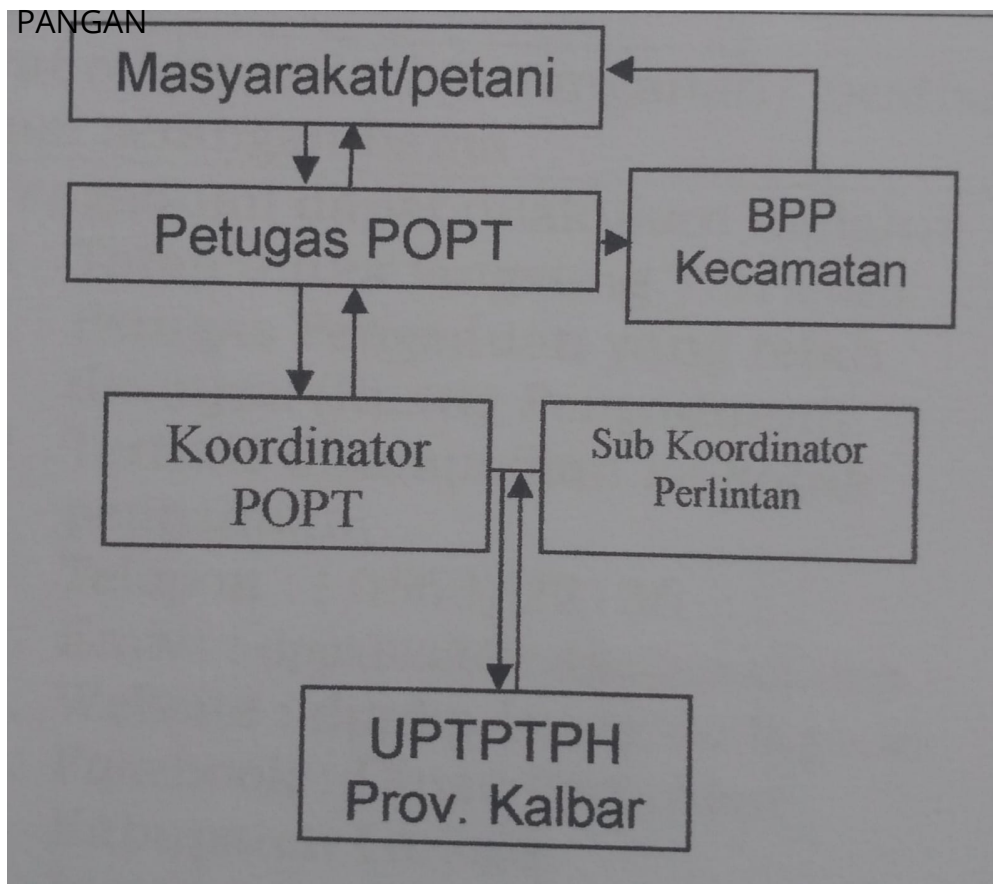 PANGAN
Masyarakat/petani
Petugas POPT
BPP
Kecamatan
Koordinator
POPT
Sub Koordinator
Perlintan
UPTPTPH
Prov. Kalbar